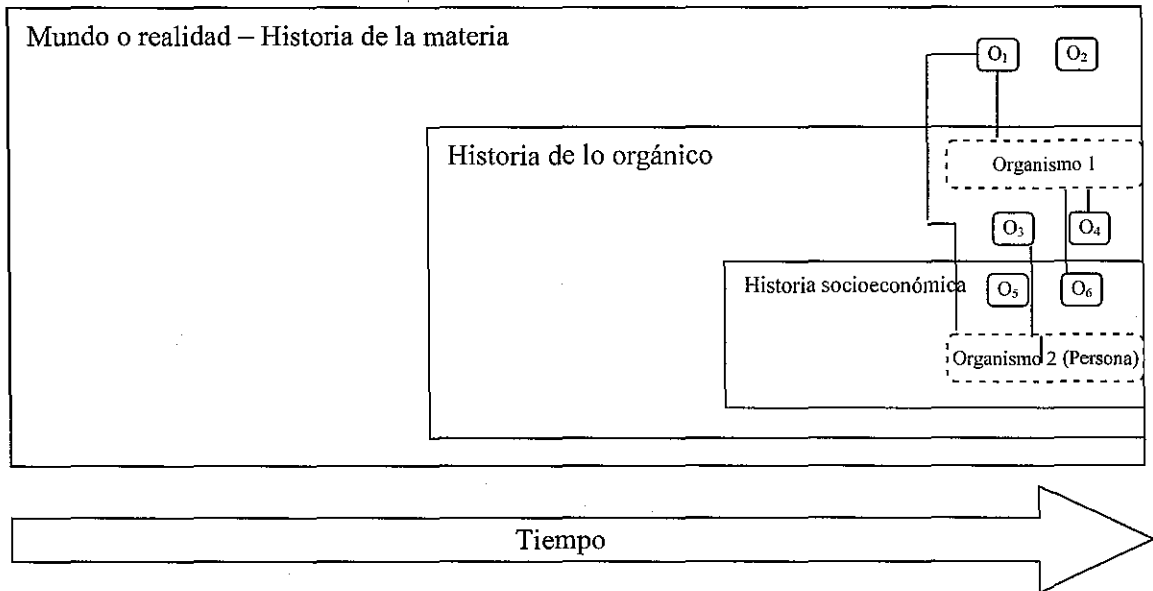 Mundo o realidad – Historia de la materia
O₁ O₂
Historia de lo orgánico
Organismo 1
O₃ O₄
Historia socioeconómica O₅ O₆
Organismo 2 (Persona)
Tiempo